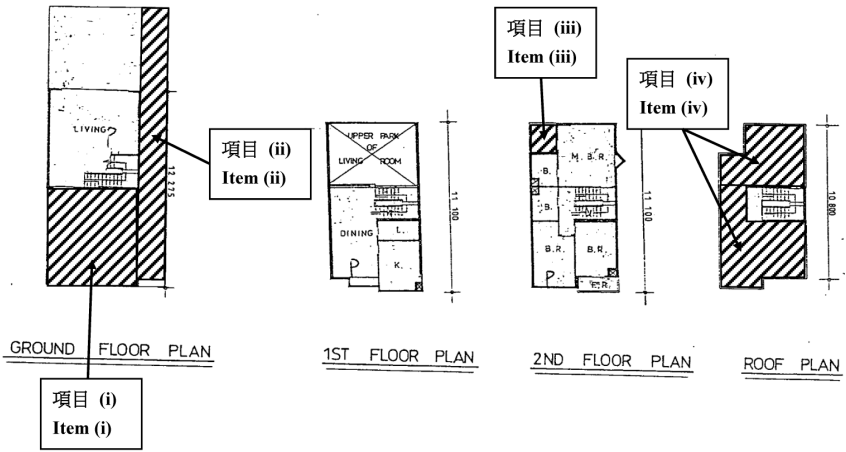 項目 (i)
Item (i)
項目 (ii)
Item (ii)
項目 (iii)
Item (iii)
項目 (iv)
Item (iv)
LIVING
12 275
GROUND FLOOR PLAN
UPPER PARK
OF
LIVING ROOM
DINING
L.
K.
11 100
1ST FLOOR PLAN
M.B.R.
B.
B.
B.R.
B.R.
11 100
2ND FLOOR PLAN
10 800
ROOF PLAN